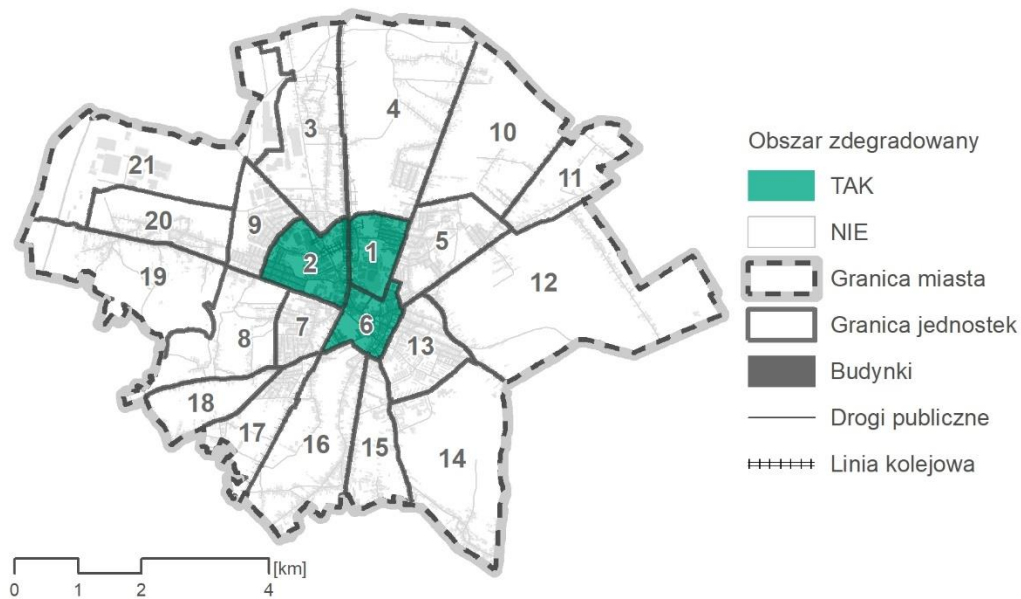 3
4
10
11
21
20
9
2
1
5
19
12
8
7
6
13
18
17
16
15
14
Obszar zdegradowany
TAK
NIE
Granica miasta
Granica jednostek
Budynki
Drogi publiczne
Linia kolejowa
[km]
0 1 2 4